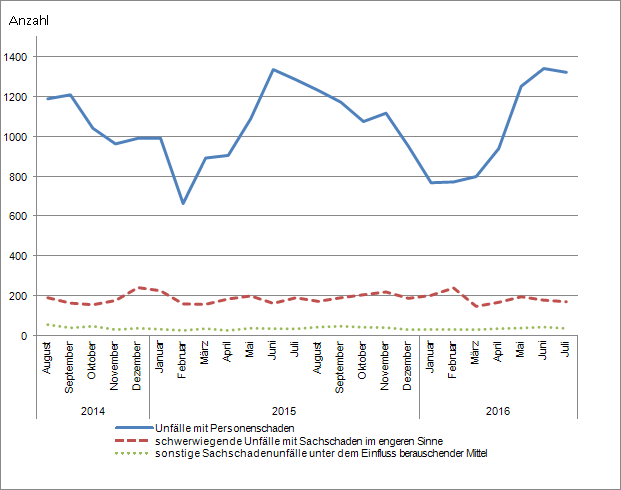 Anzahl
1400
1200
1000
800
600
400
200
0
August September Oktober November Dezember Januar Februar März April Mai Juni Juli August September Oktober November Dezember Januar Februar März April Mai Juni Juli
2014 2015 2016
Unfälle mit Personenschaden
schwerwiegende Unfälle mit Sachschaden im engeren Sinne
sonstige Sachschadenunfälle unter dem Einfluss berauschender Mittel